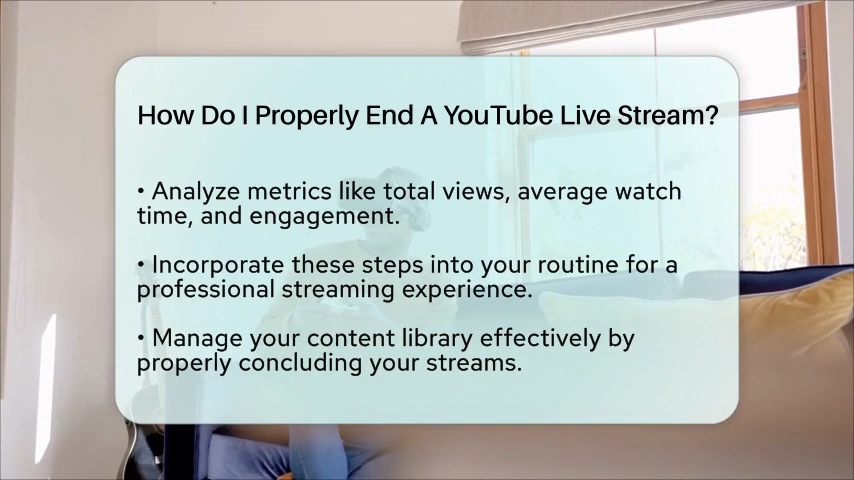 How Do I Properly End A YouTube Live Stream?
• Analyze metrics like total views, average watch
time, and engagement.
• Incorporate these steps into your routine for a
professional streaming experience.
• Manage your content library effectively by
properly concluding your streams.